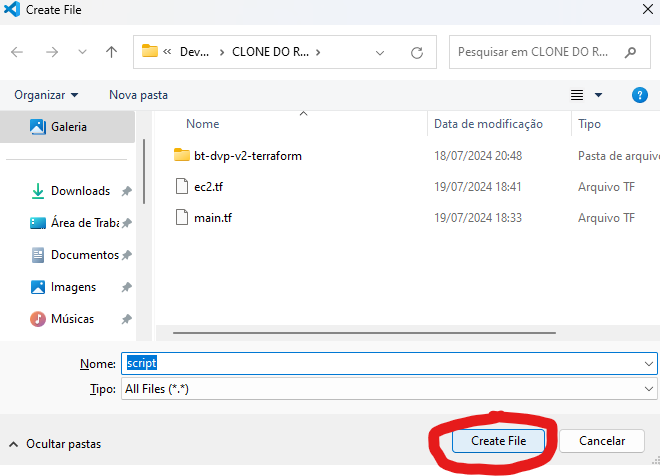 Create File
Dev... CLONE DO R...
Pesquisar em CLONE DO R...
Organizar Nova pasta
Galeria
Downloads
Área de Traba
Documentos
Imagens
Músicas
Nome Data de modificação Tipo
bt-dvp-v2-terraform 18/07/2024 20:48 Pasta de arquivo
ec2.tf 19/07/2024 18:41 Arquivo TF
main.tf 19/07/2024 18:33 Arquivo TF
Nome: script
Tipo: All Files (*.*)
Ocultar pastas Create File Cancelar